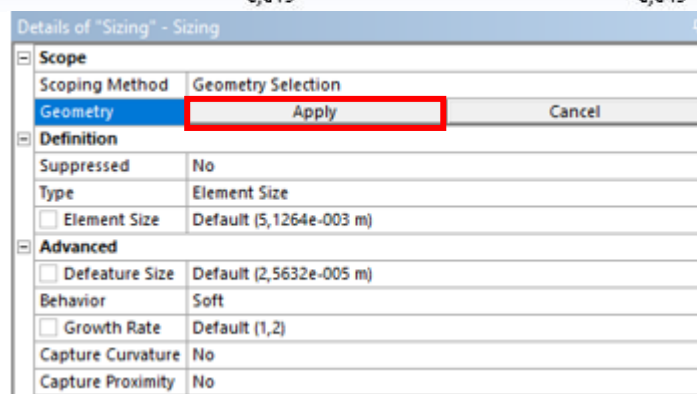 Details of "Sizing" - Sizing
Scope
Scoping Method Geometry Selection
Geometry Apply Cancel
Definition
Suppressed No
Type Element Size
Element Size Default (5,1264e-003 m)
Advanced
Defeature Size Default (2,5632e-005 m)
Behavior Soft
Growth Rate Default (1,2)
Capture Curvature No
Capture Proximity No